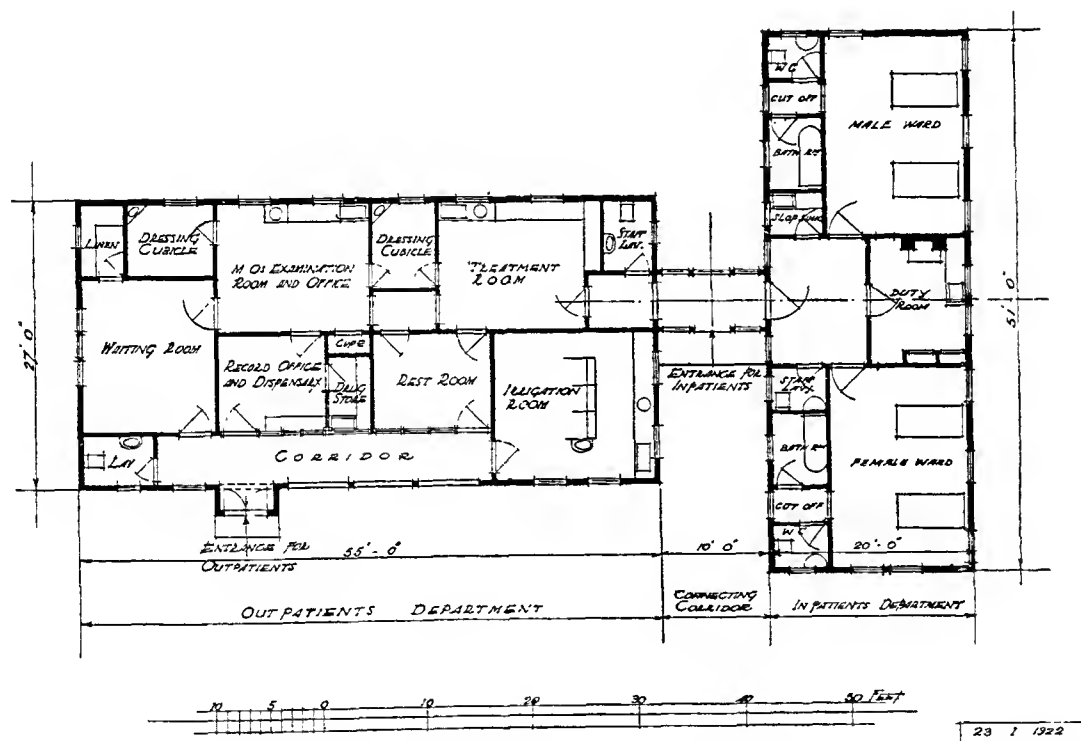 W C
CUT OFF
BATH RM
SLOP SINK
MALE WARD
LINEN
DRESSING
CUBICLE
M Os EXAMINATION
ROOM AND OFFICE
DRESSING
CUBICLE
TREATMENT
ROOM
STAFF
LAV.
DUTY
ROOM
27'. 0"
51'. 0"
WAITING ROOM
RECORD OFFICE
AND DISPENSARY
CUPB
DRUG
STORE
REST ROOM
IRRIGATION
ROOM
ENTRANCE FOR
INPATIENTS
STAFF
LAVY
BATH RM
CUT OFF
W C
FEMALE WARD
LAV
CORRIDOR
ENTRANCE FOR
OUTPATIENTS
55'- 0"
10' 0"
20'- 0"
OUTPATIENTS DEPARTMENT
CONNECTING
CORRIDOR
INPATIENTS DEPARTMENT
10 5 0 10 20 30 40 50 FEET
23 1 1922